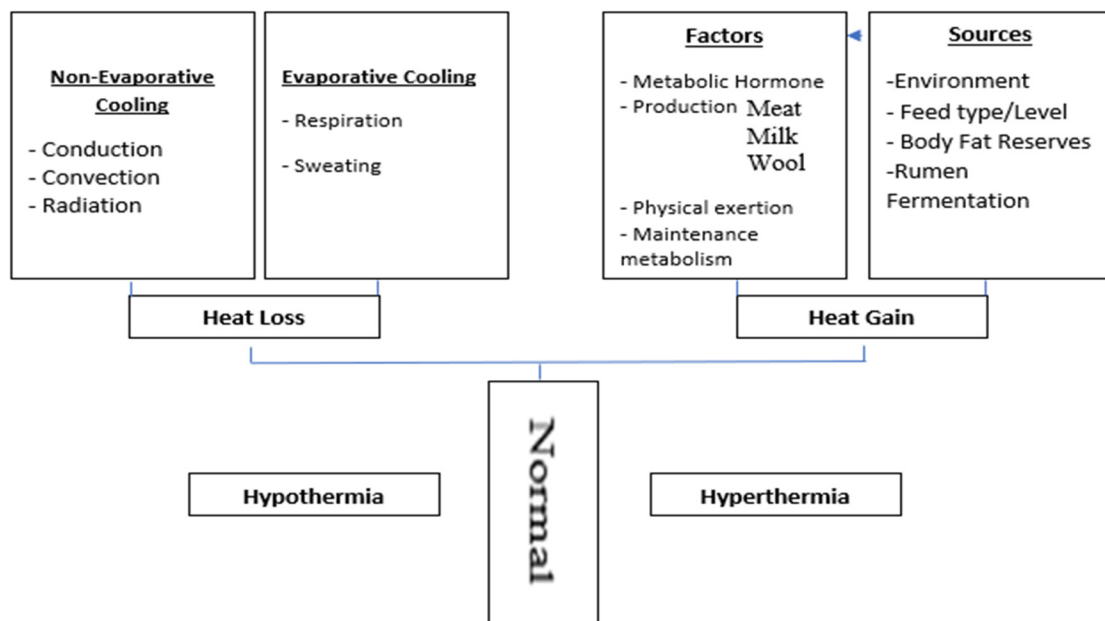 Non-Evaporative
Cooling
- Conduction
- Convection
- Radiation
Evaporative Cooling
- Respiration
- Sweating
Factors
- Metabolic Hormone
- Production Meat
Milk
Wool
- Physical exertion
- Maintenance
metabolism
Sources
-Environment
- Feed type/Level
- Body Fat Reserves
-Rumen
Fermentation
Heat Loss
Heat Gain
Normal
Hypothermia
Hyperthermia